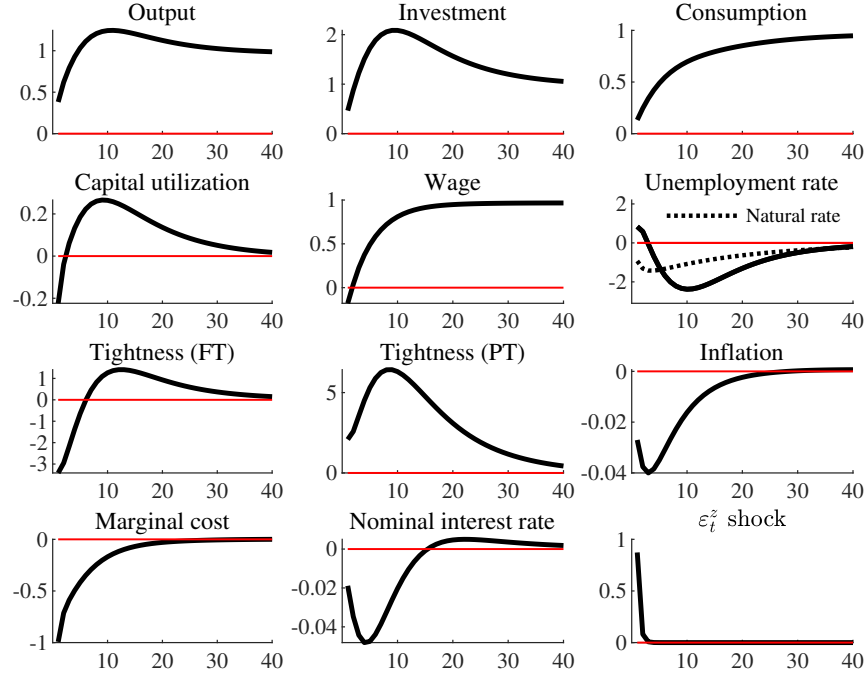 Output
Investment
Consumption
1
0.5
0
10 20 30 40
2
1
0
10 20 30 40
1
0.5
0
10 20 30 40
Capital utilization
Wage
Unemployment rate
0.2
0
-0.2
10 20 30 40
1
0.5
0
10 20 30 40
Natural rate
2
0
-2
10 20 30 40
Tightness (FT)
Tightness (PT)
Inflation
1
0
-1
-2
-3
10 20 30 40
5
0
10 20 30 40
0
-0.02
-0.04
10 20 30 40
Marginal cost
Nominal interest rate
ε_t^z shock
0
-0.5
-1
10 20 30 40
0
-0.02
-0.04
10 20 30 40
1
0.5
0
10 20 30 40